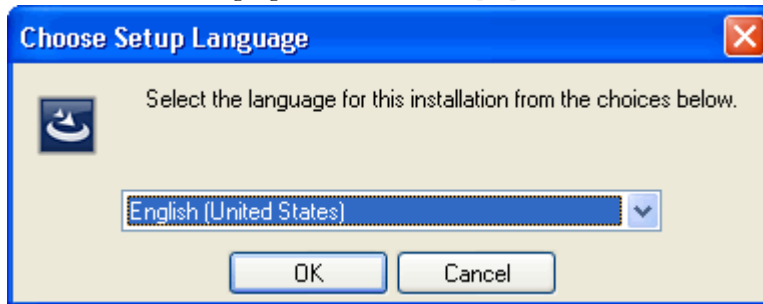 Choose Setup Language
Select the language for this installation from the choices below.
English (United States)
OK
Cancel